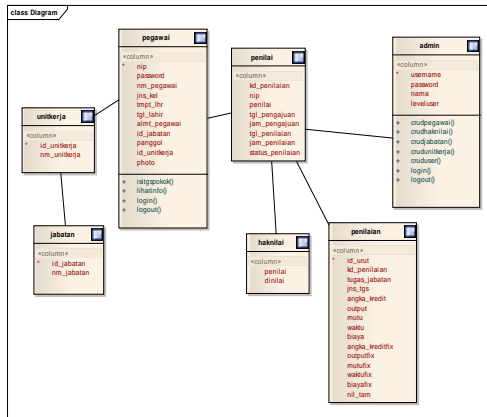 class Diagram
pegawai
«column»
* nip
password
nm_pegawai
jns_kel
tmpt_lhr
tgl_lahir
almt_pegawai
id_jabatan
panggol
id_unitkerja
photo
+ isitgspokok()
+ lihatinfo()
+ login()
+ logout()
penilai
«column»
kd_penilaian
nip
penilai
tgl_pengajuan
jam_pengajuan
tgl_penilaian
jam_penilaian
status_penilaian
admin
«column»
* username
password
nama
leveluser
+ crudpegawai()
+ crudhaknilai()
+ crudjabatan()
+ crudunitkerja()
+ cruduser()
+ login()
+ logout()
unitkerja
«column»
* id_unitkerja
nm_unitkerja
jabatan
«column»
* id_jabatan
nm_jabatan
haknilai
«column»
penilai
dinilai
penilaian
«column»
* id_urut
kd_penilaian
tugas_jabatan
jns_tgs
angka_kredit
output
mutu
waktu
biaya
angka_kreditfix
outputfix
mutufix
waktufix
biayafix
nil_tam